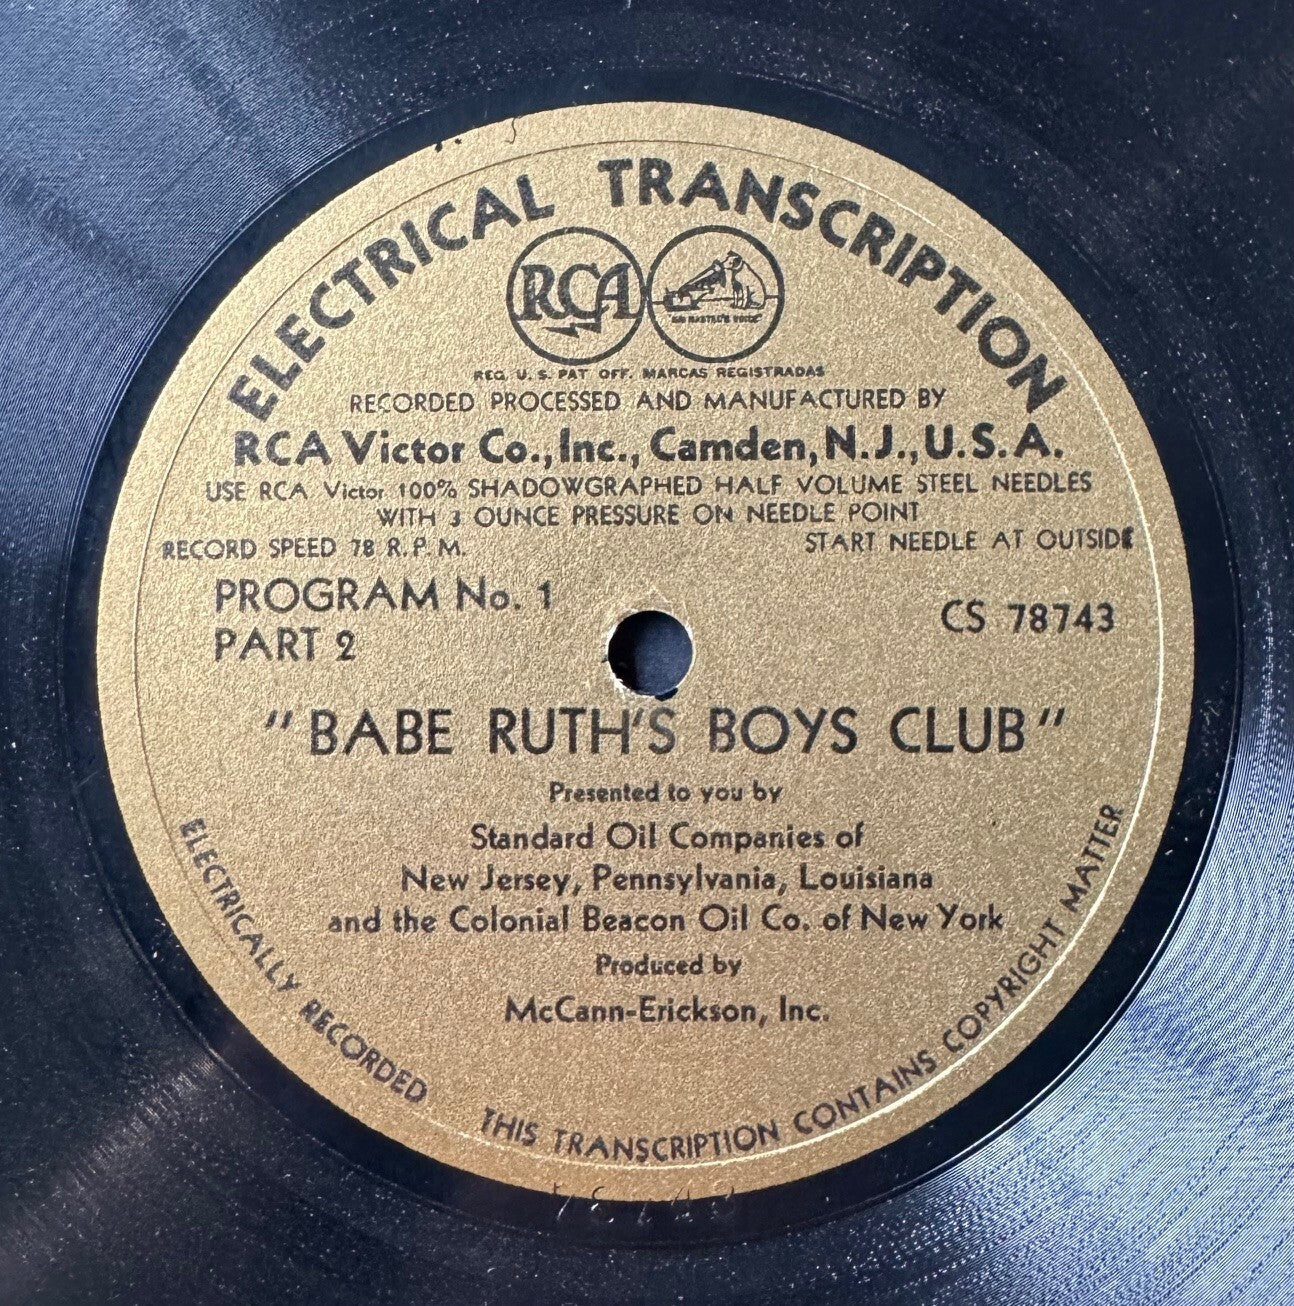 ELECTRICAL TRANSCRIPTION
RCA
HIS MASTER'S VOICE
REG. U. S. PAT. OFF. MARCAS REGISTRADAS
RECORDED PROCESSED AND MANUFACTURED BY
RCA Victor Co., Inc., Camden, N.J., U.S.A.
USE RCA Victor 100% SHADOWGRAPHED HALF VOLUME STEEL NEEDLES
WITH 3 OUNCE PRESSURE ON NEEDLE POINT
RECORD SPEED 78 R.P.M.
START NEEDLE AT OUTSIDE
PROGRAM No. 1
PART 2
CS 78743
"BABE RUTH'S BOYS CLUB"
Presented to you by
Standard Oil Companies of
New Jersey, Pennsylvania, Louisiana
and the Colonial Beacon Oil Co. of New York
Produced by
McCann-Erickson, Inc.
ELECTRICALLY RECORDED
THIS TRANSCRIPTION CONTAINS COPYRIGHT MATTER